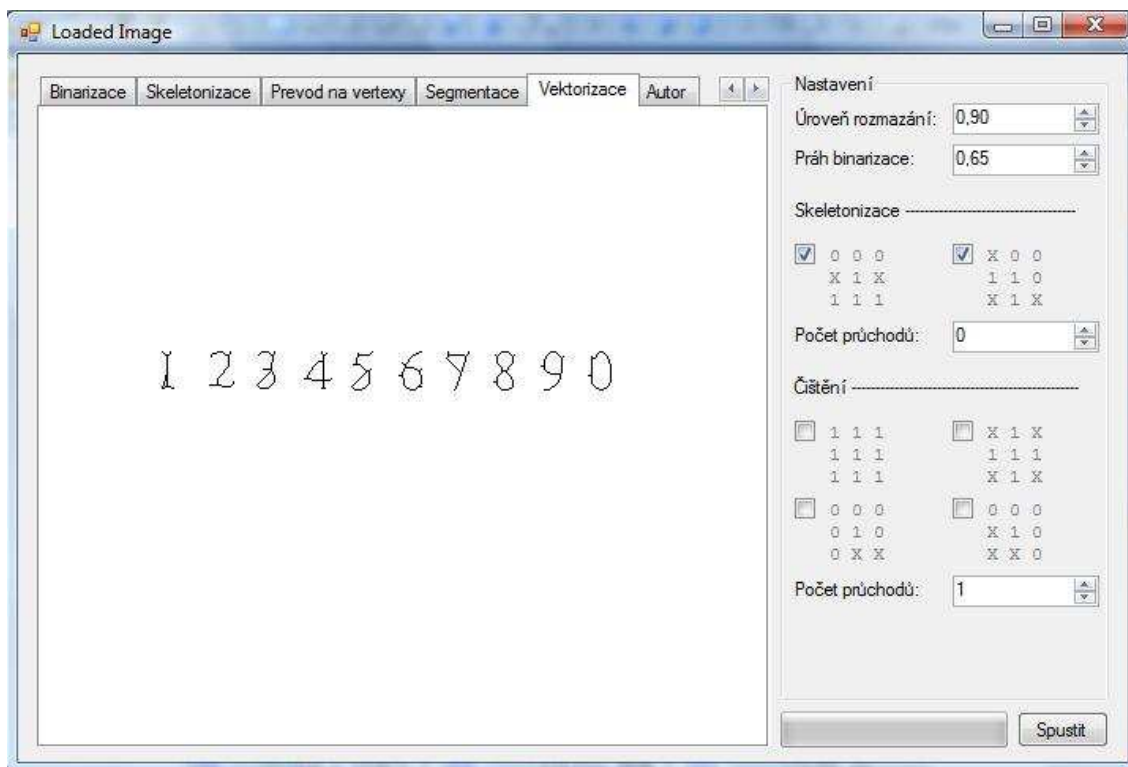 Loaded Image
Binarizace Skeletonizace Prevod na vertexy Segmentace Vektorizace Autor
1 2 3 4 5 6 7 8 9 0
Nastavení
Úroveň rozmazání: 0,90
Práh binarizace: 0,65
Skeletonizace --------------------------------
0 0 0 X 0 0
X 1 X 1 1 0
1 1 1 X 1 X
Počet průchodů: 0
Čištění ------------------------------------------
1 1 1 X 1 X
1 1 1 1 1 1
1 1 1 X 1 X
0 0 0 0 0 0
0 1 0 X 1 0
0 X X X X 0
Počet průchodů: 1
Spustit